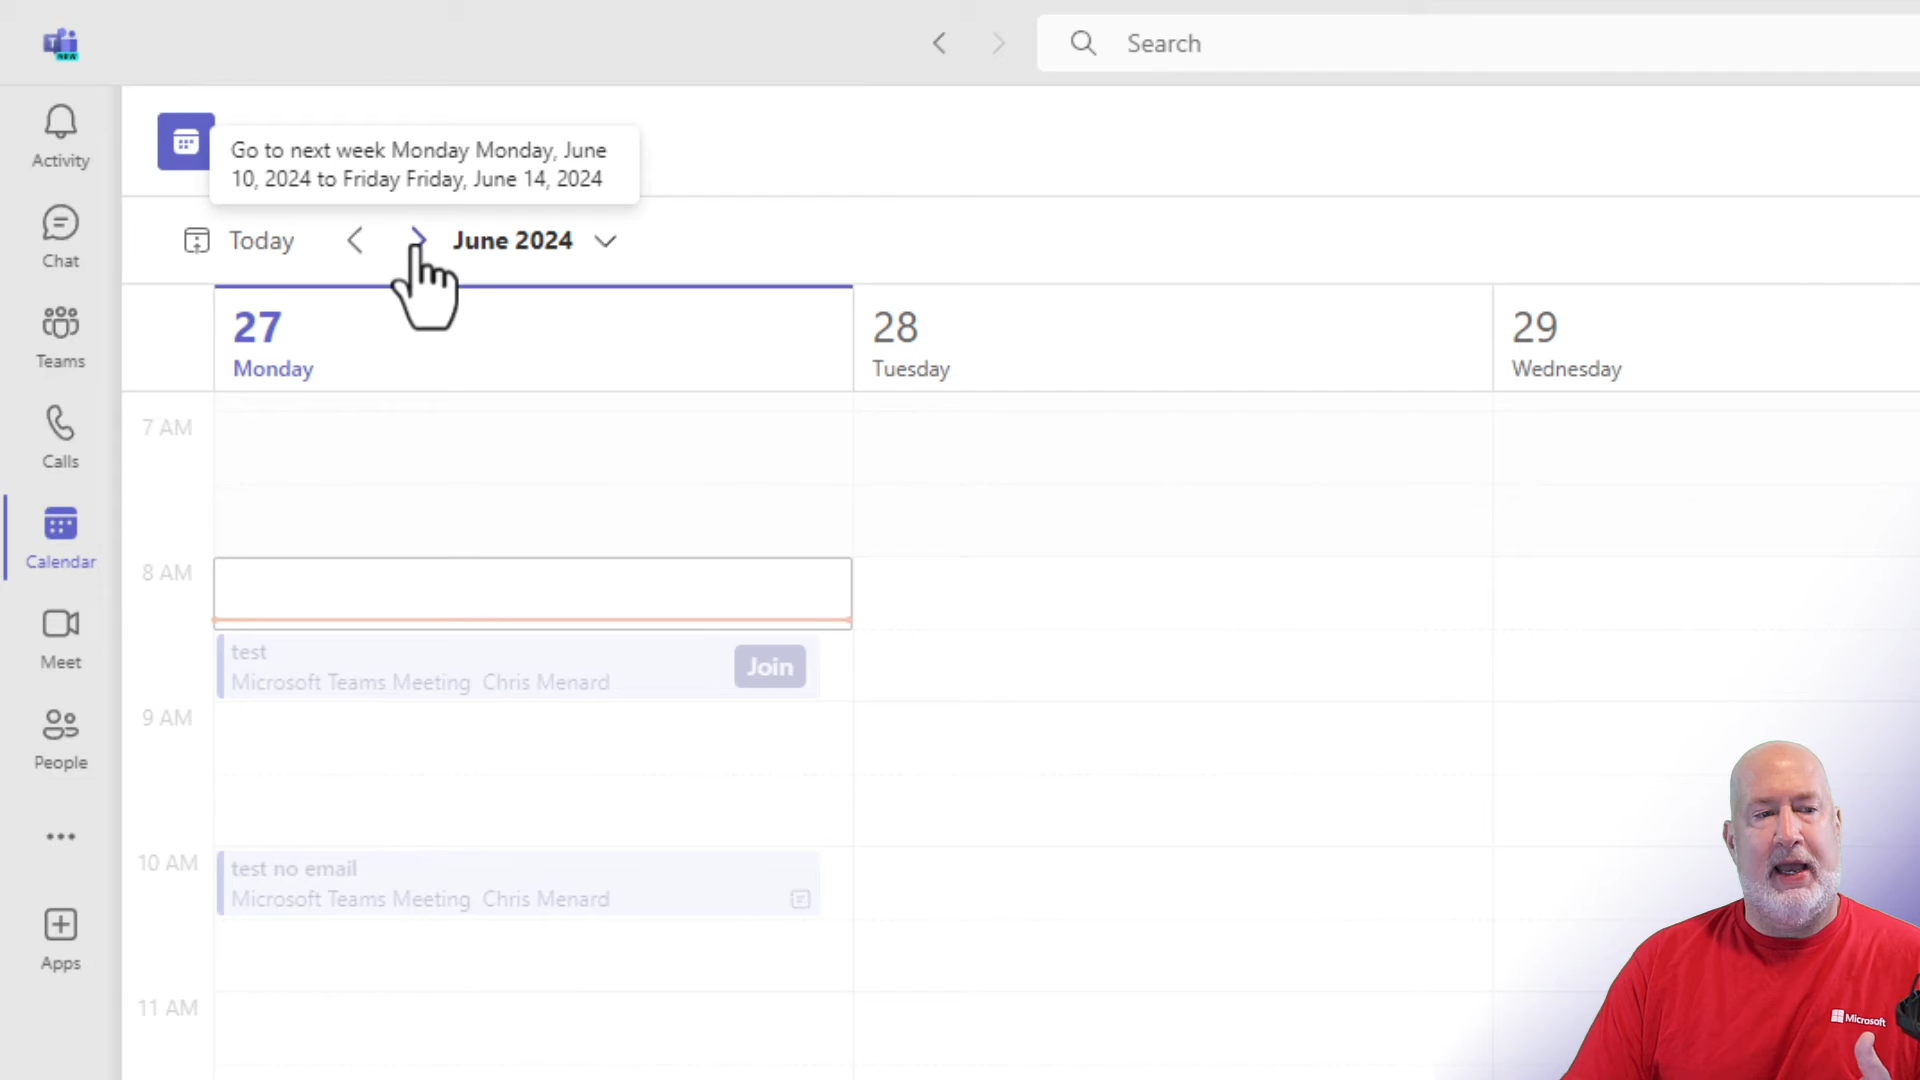 NEW
Search
Activity
Chat
Teams
Calls
Calendar
Meet
People
Apps
Go to next week Monday Monday, June
10, 2024 to Friday Friday, June 14, 2024
Today
June 2024
27
Monday
28
Tuesday
29
Wednesday
7 AM
8 AM
test
Microsoft Teams Meeting Chris Menard
Join
9 AM
10 AM
test no email
Microsoft Teams Meeting Chris Menard
11 AM
Microsoft